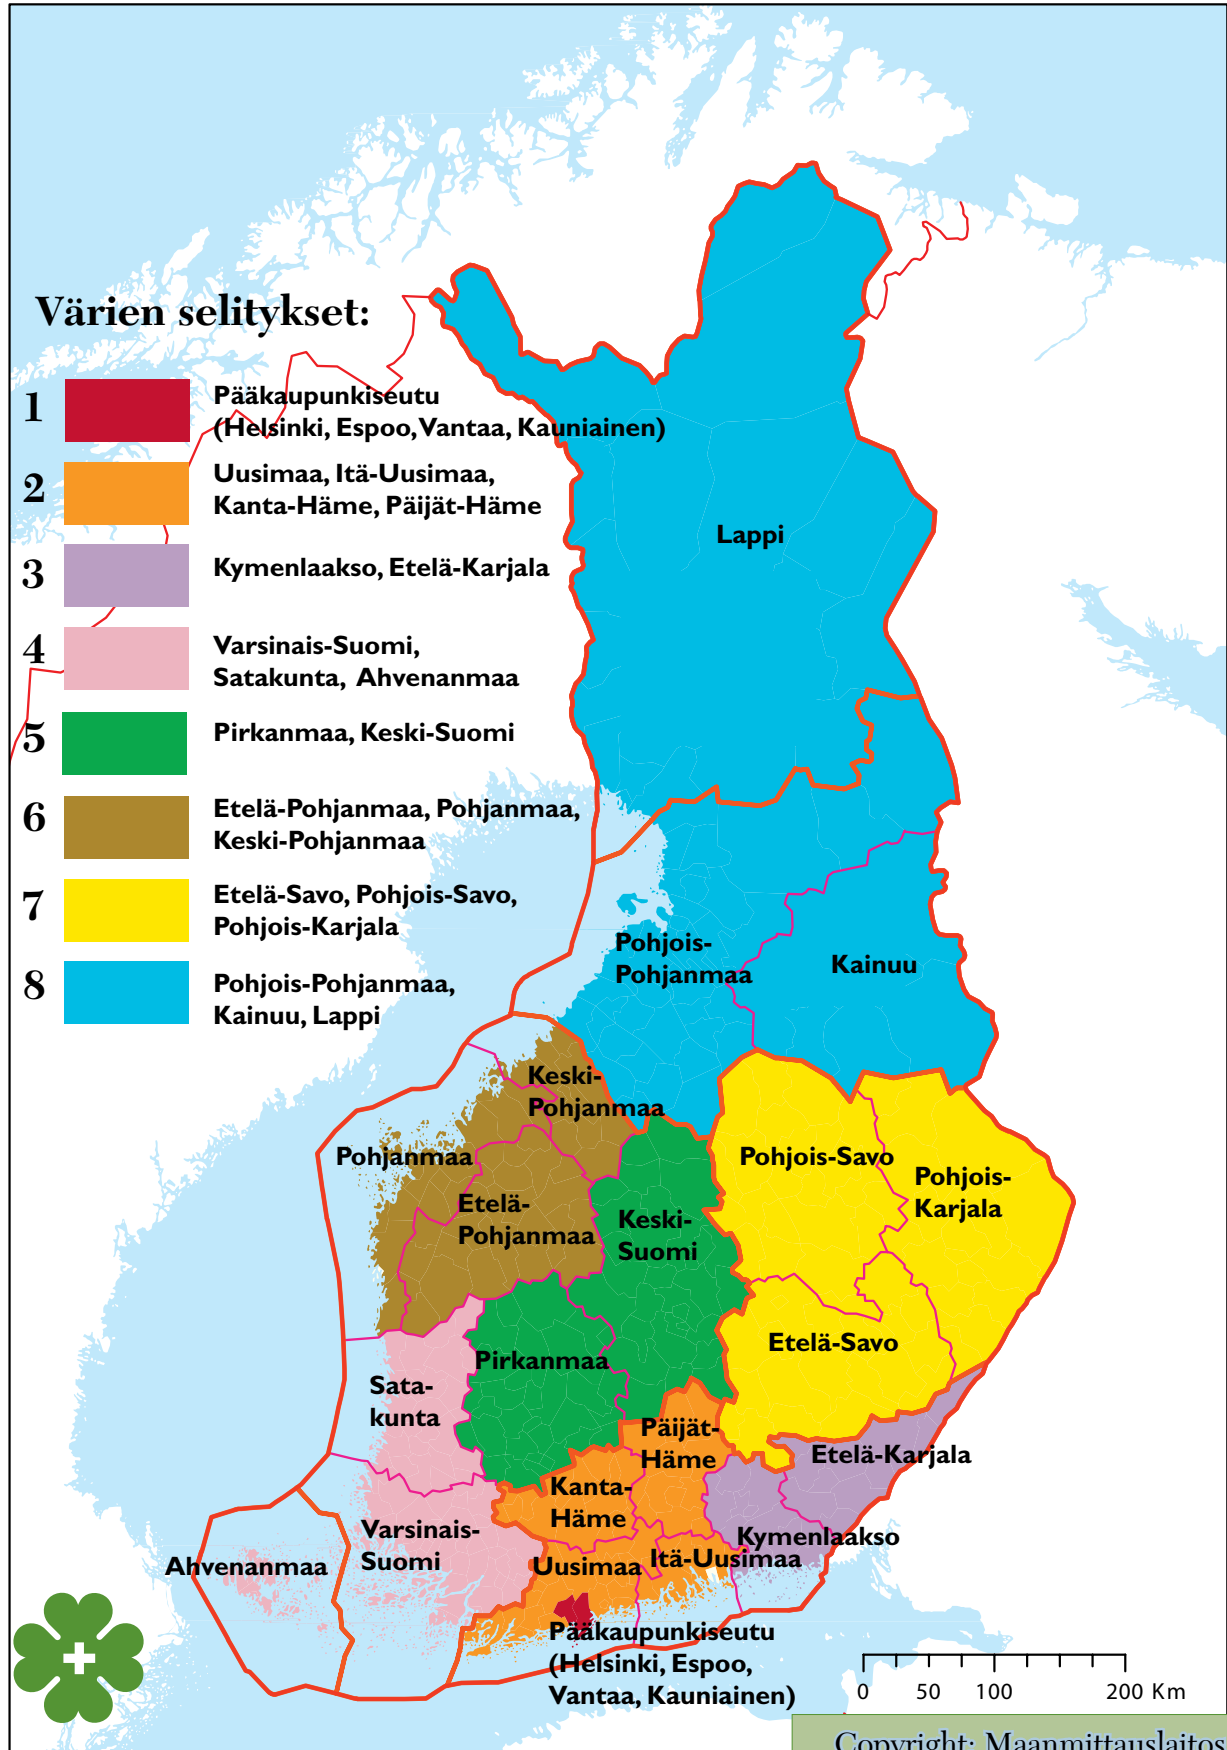 Värien selitykset:
1
Pääkaupunkiseutu
(Helsinki, Espoo, Vantaa, Kauniainen)
2
Uusimaa, Itä-Uusimaa,
Kanta-Häme, Päijät-Häme
3
Kymenlaakso, Etelä-Karjala
4
Varsinais-Suomi,
Satakunta, Ahvenanmaa
5
Pirkanmaa, Keski-Suomi
6
Etelä-Pohjanmaa, Pohjanmaa,
Keski-Pohjanmaa
7
Etelä-Savo, Pohjois-Savo,
Pohjois-Karjala
8
Pohjois-Pohjanmaa,
Kainuu, Lappi
Lappi
Pohjois-
Pohjanmaa
Kainuu
Keski-
Pohjanmaa
Pohjanmaa
Etelä-
Pohjanmaa
Keski-
Suomi
Pohjois-Savo
Pohjois-
Karjala
Etelä-Savo
Pirkanmaa
Sata-
kunta
Päijät-
Häme
Etelä-Karjala
Kanta-
Häme
Kymenlaakso
Varsinais-
Suomi
Ahvenanmaa
Uusimaa
Itä-Uusimaa
Pääkaupunkiseutu
(Helsinki, Espoo,
Vantaa, Kauniainen)
0 50 100 200 Km
Copyright: Maanmittauslaitos